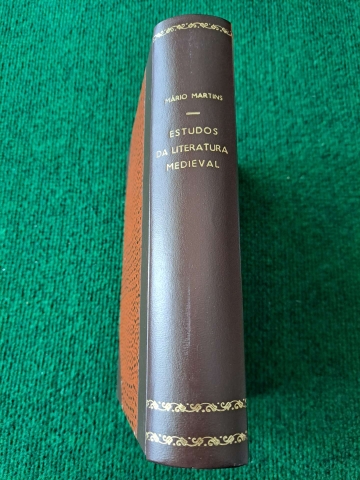 MÁRIO MARTINS
ESTUDOS
DA LITERATURA
MEDIEVAL